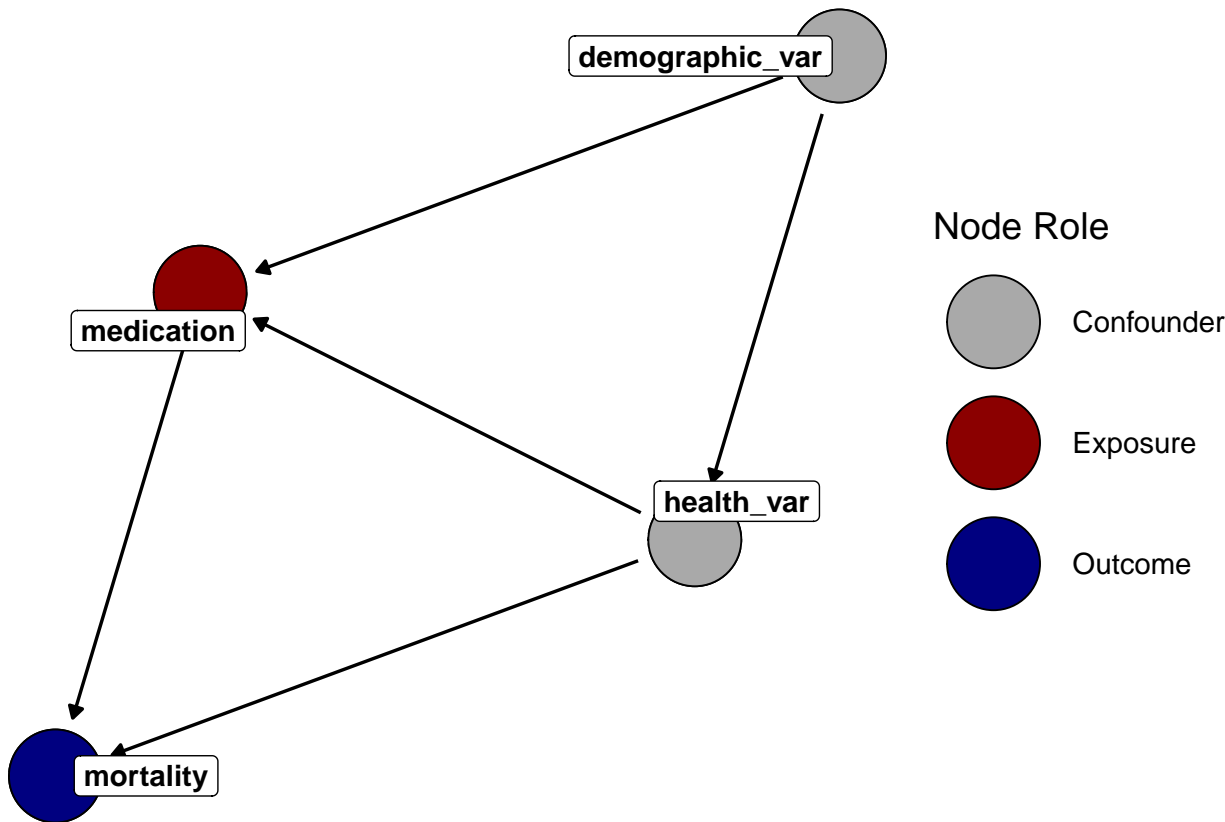 demographic_var
medication
health_var
mortality
Node Role
Confounder
Exposure
Outcome